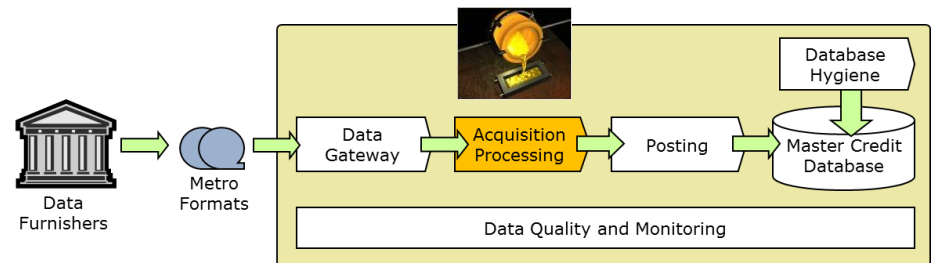 Data
Furnishers
Metro
Formats
Data
Gateway
Acquisition
Processing
Posting
Database
Hygiene
Master Credit
Database
Data Quality and Monitoring